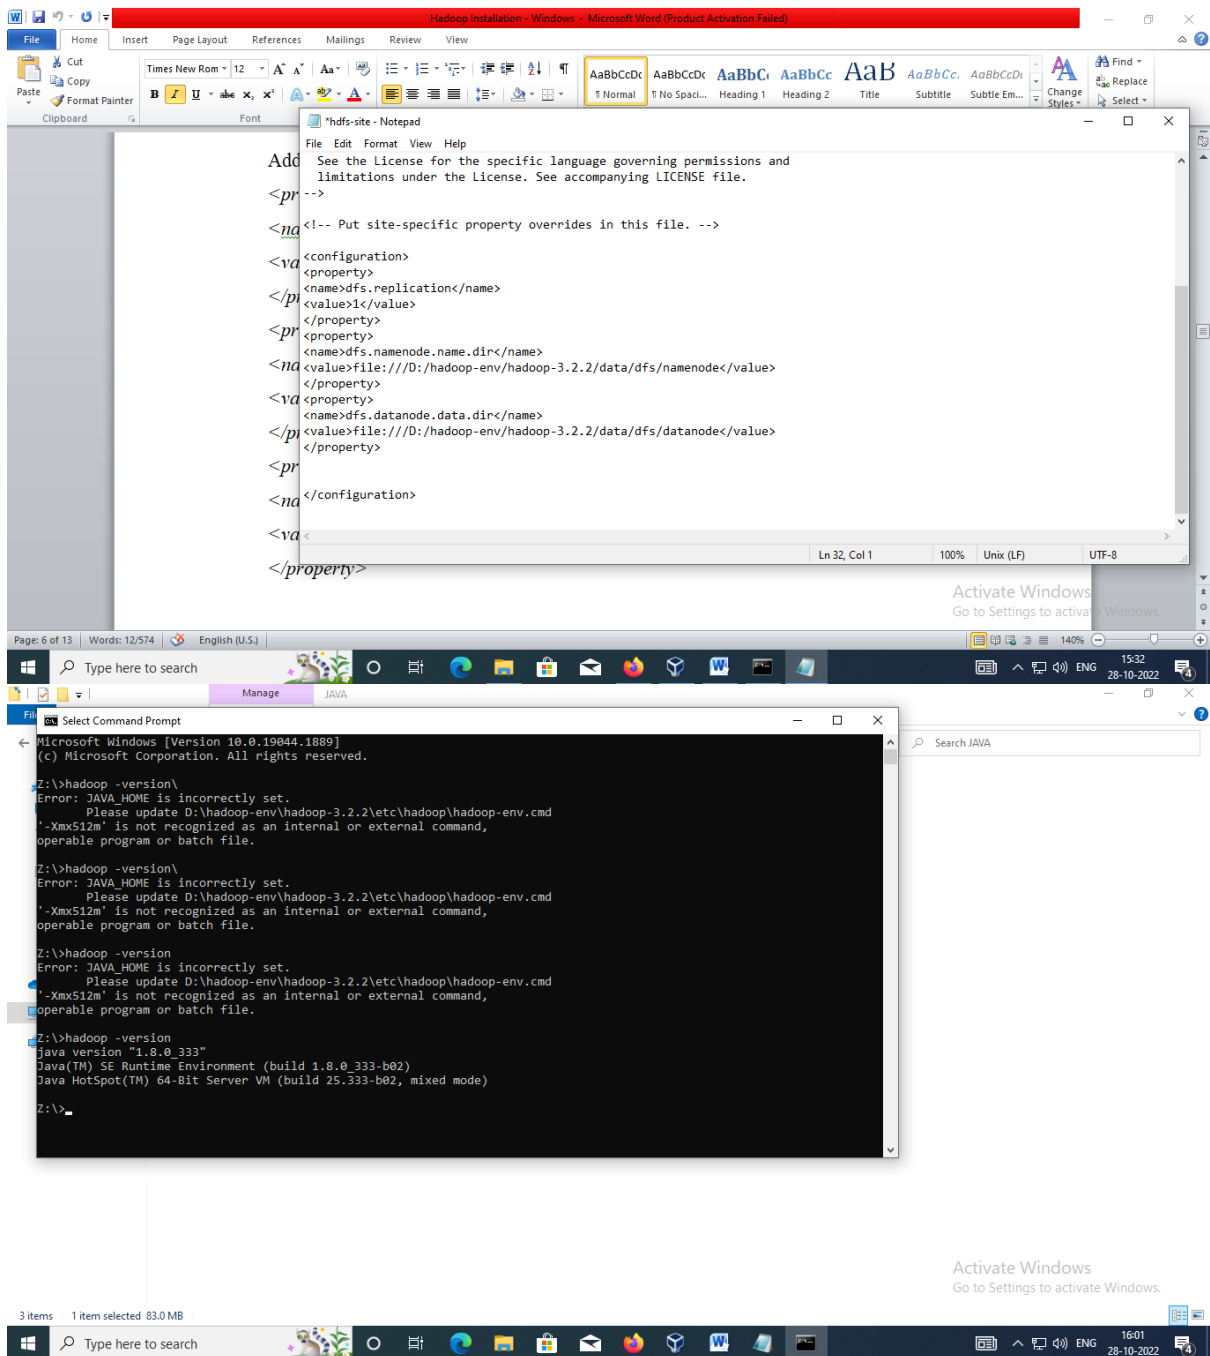 Hadoop Installation - Windows - Microsoft Word (Product Activation Failed)
File Home Insert Page Layout References Mailings Review View
Cut
Copy
Format Painter
Paste
Clipboard
Times New Rom 12
Font
AaBbCcDc AaBbCcDc AaBbC AaBbCc AaB AaBbCc. AaBbCcDc
¶ Normal ¶ No Spaci... Heading 1 Heading 2 Title Subtitle Subtle Em...
Change Styles
Find
Replace
Select
Add
<pr
<na
<va
</pr
<pr
<na
<va
</pr
<pr
<na
<va
</property>
*hdfs-site - Notepad
File Edit Format View Help
See the License for the specific language governing permissions and
limitations under the License. See accompanying LICENSE file.
-->
<!-- Put site-specific property overrides in this file. -->
<configuration>
<property>
<name>dfs.replication</name>
<value>1</value>
</property>
<property>
<name>dfs.namenode.name.dir</name>
<value>file:///D:/hadoop-env/hadoop-3.2.2/data/dfs/namenode</value>
</property>
<property>
<name>dfs.datanode.data.dir</name>
<value>file:///D:/hadoop-env/hadoop-3.2.2/data/dfs/datanode</value>
</property>
</configuration>
Ln 32, Col 1 100% Unix (LF) UTF-8
Activate Windows
Go to Settings to activate Windows.
Page: 6 of 13 Words: 12/574 English (U.S.) 140%
Type here to search
ENG 15:32
28-10-2022
4
Manage JAVA
Fil
Select Command Prompt
Search JAVA
Microsoft Windows [Version 10.0.19044.1889]
(c) Microsoft Corporation. All rights reserved.
Z:\>hadoop -version\
Error: JAVA_HOME is incorrectly set.
Please update D:\hadoop-env\hadoop-3.2.2\etc\hadoop\hadoop-env.cmd
'-Xmx512m' is not recognized as an internal or external command,
operable program or batch file.
Z:\>hadoop -version\
Error: JAVA_HOME is incorrectly set.
Please update D:\hadoop-env\hadoop-3.2.2\etc\hadoop\hadoop-env.cmd
'-Xmx512m' is not recognized as an internal or external command,
operable program or batch file.
Z:\>hadoop -version
Error: JAVA_HOME is incorrectly set.
Please update D:\hadoop-env\hadoop-3.2.2\etc\hadoop\hadoop-env.cmd
'-Xmx512m' is not recognized as an internal or external command,
operable program or batch file.
Z:\>hadoop -version
java version "1.8.0_333"
Java(TM) SE Runtime Environment (build 1.8.0_333-b02)
Java HotSpot(TM) 64-Bit Server VM (build 25.333-b02, mixed mode)
Z:\>
Activate Windows
Go to Settings to activate Windows.
3 items 1 item selected 83.0 MB
Type here to search
ENG 16:01
28-10-2022
4